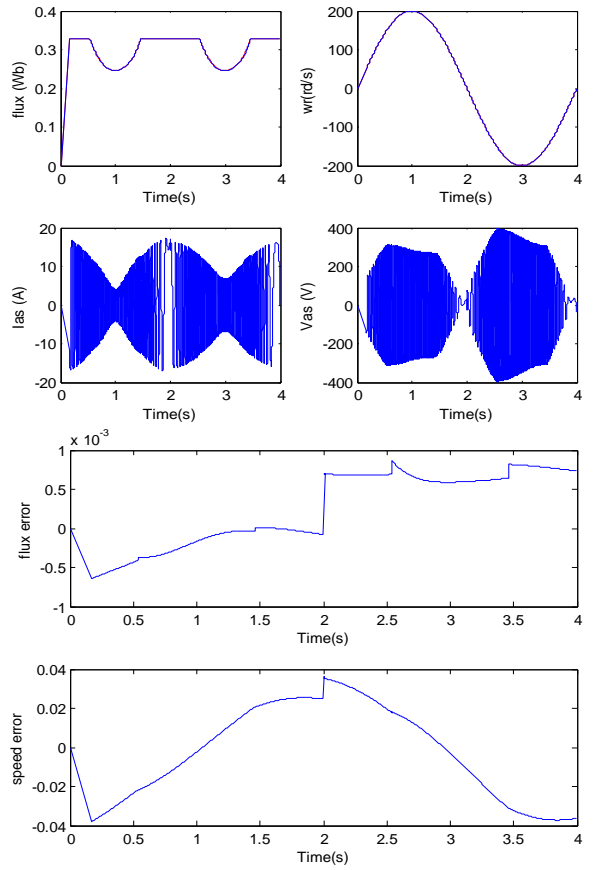 0.4
0.3
0.2
0.1
0
flux (Wb)
0 1 2 3 4
Time(s)
200
100
0
-100
-200
wr(rd/s)
0 1 2 3 4
Time(s)
20
10
0
-10
-20
Ias (A)
0 1 2 3 4
Time(s)
400
200
0
-200
-400
Vas (V)
0 1 2 3 4
Time(s)
x 10-3
1
0.5
0
-0.5
-1
flux error
0 0.5 1 1.5 2 2.5 3 3.5 4
Time(s)
0.04
0.02
0
-0.02
-0.04
speed error
0 0.5 1 1.5 2 2.5 3 3.5 4
Time(s)